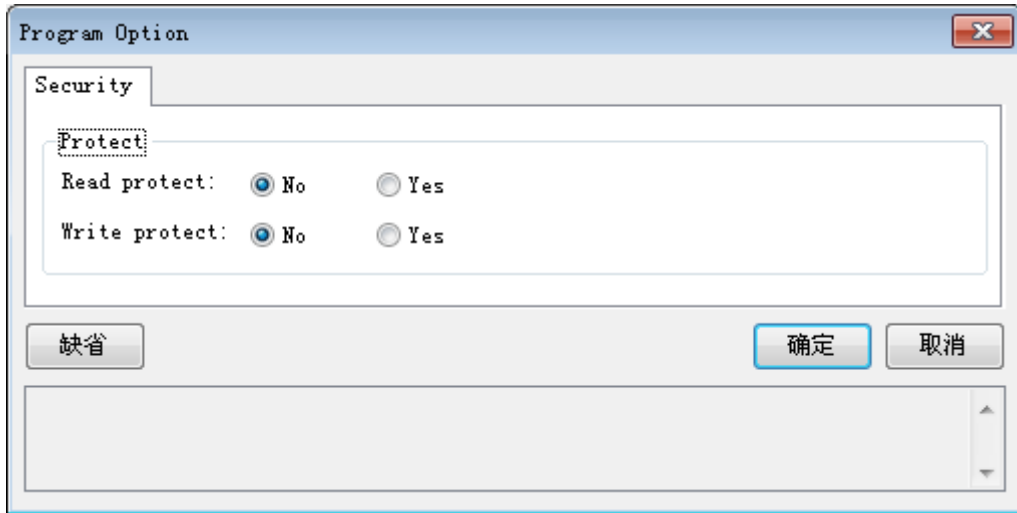 Program Option
Security
Protect
Read protect: No Yes
Write protect: No Yes
缺省 确定 取消